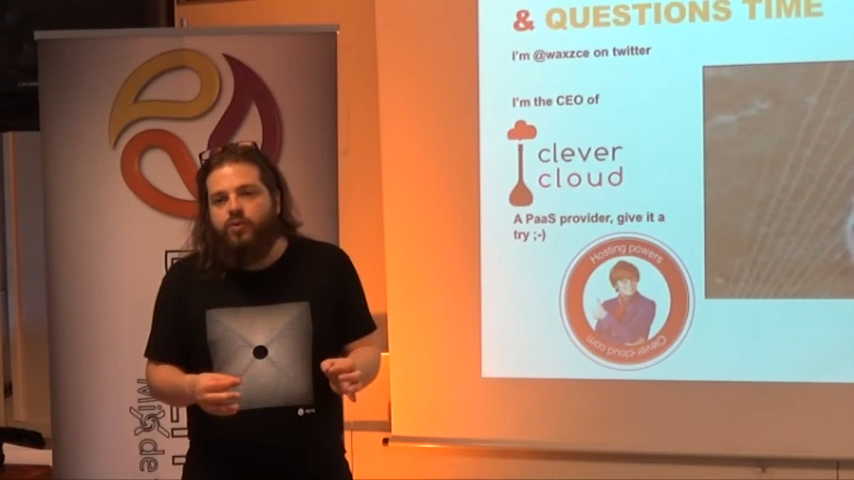 & QUESTIONS TIME
I'm @waxzce on twitter
I'm the CEO of
clever
cloud
A PaaS provider, give it a
try ;-)
Hosting powers
Clever-cloud.com